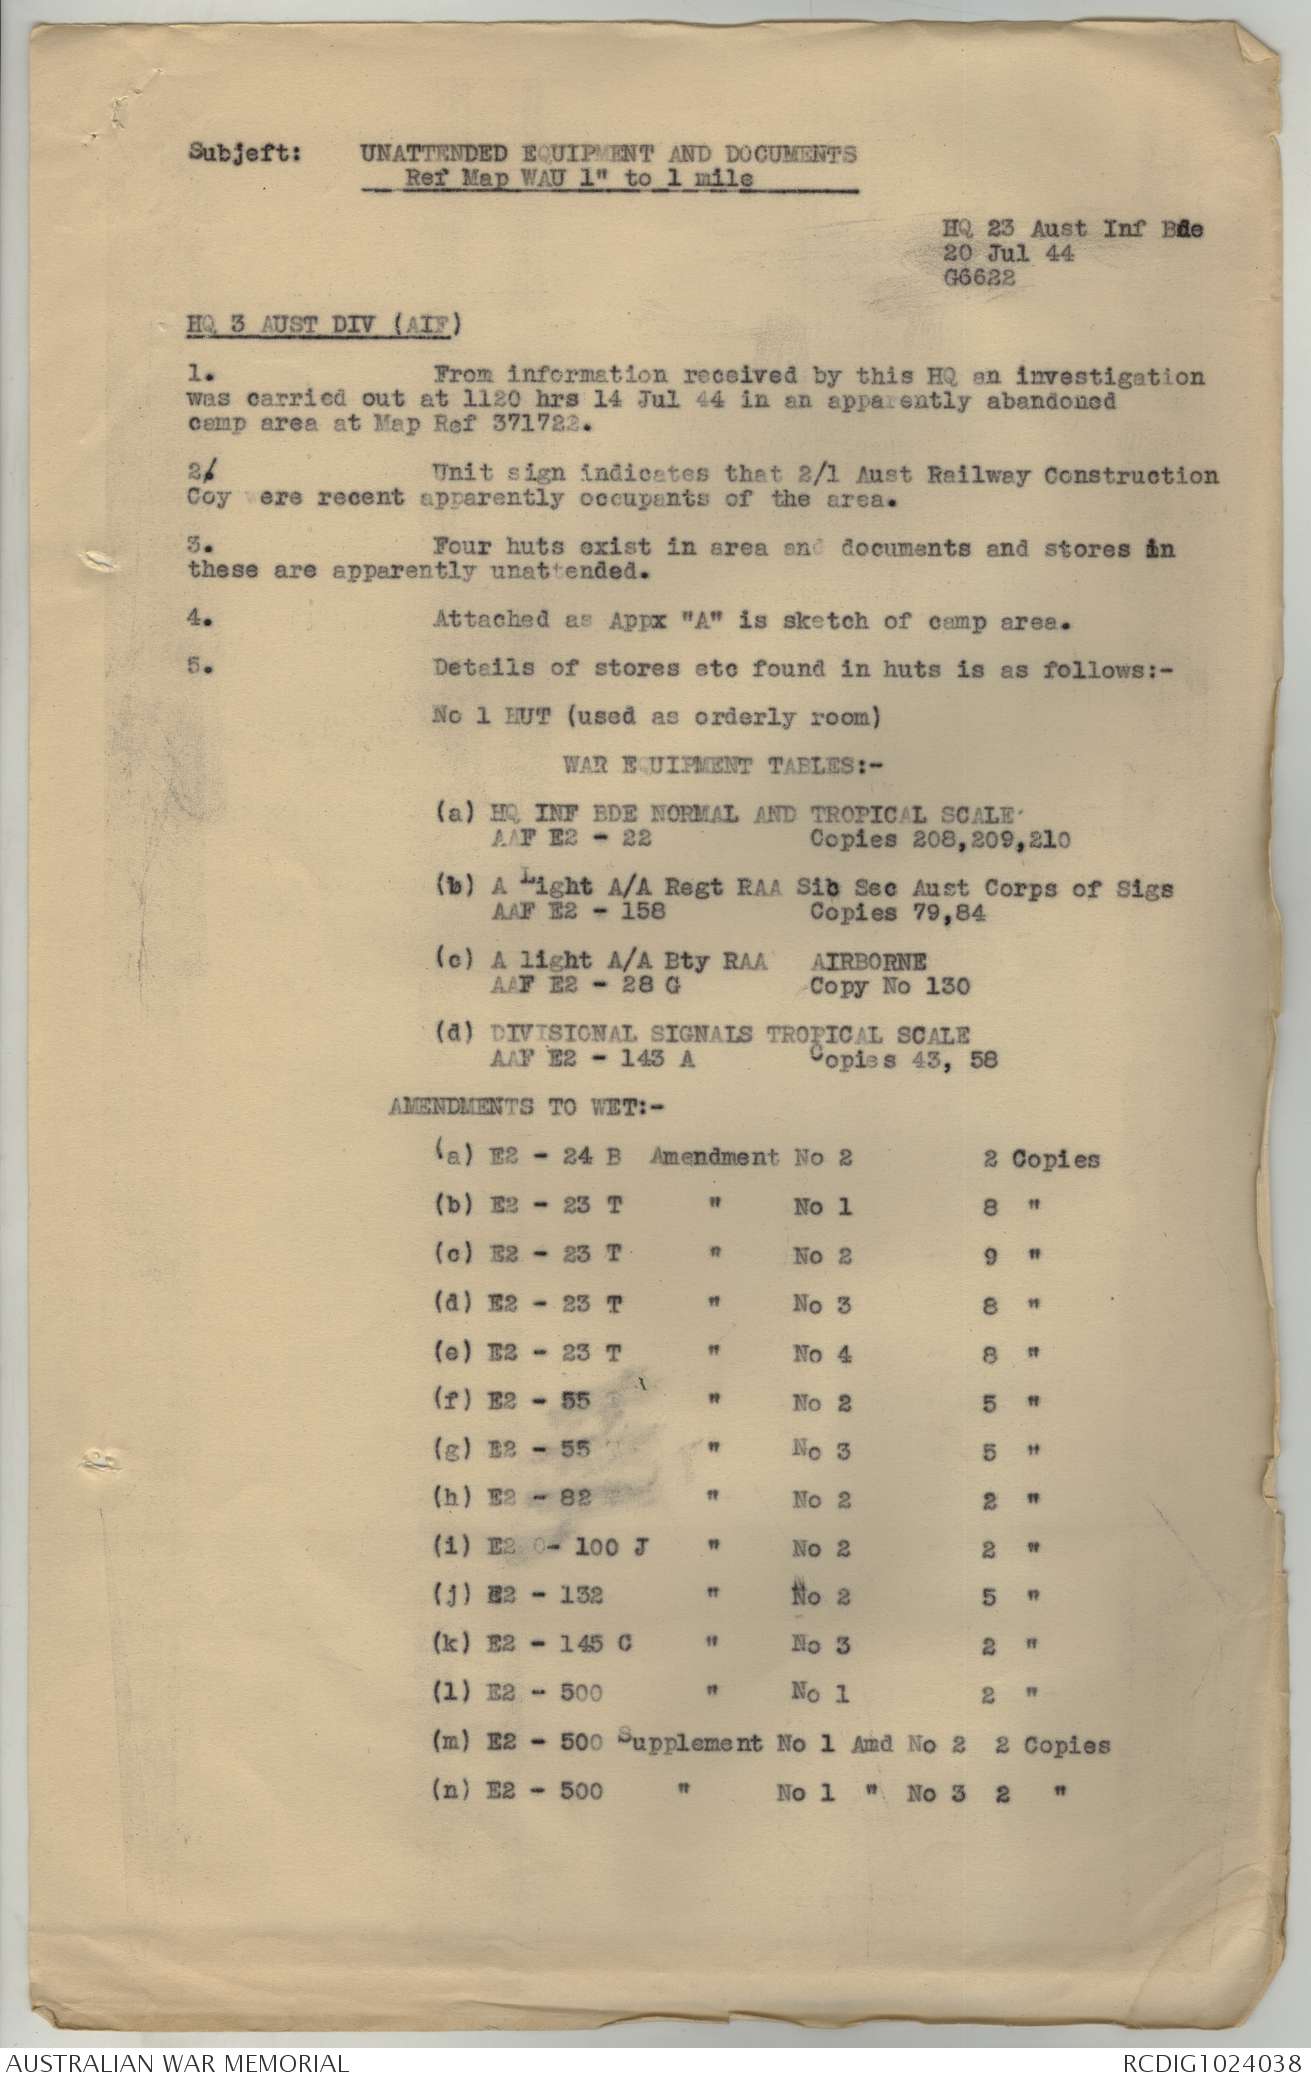 Subjeft: UNATTENDED EQUIPMENT AND DOCUMENTS
Ref Map WAU 1" to 1 mile
HQ 23 Aust Inf Bde
20 Jul 44
G6622
HQ 3 AUST DIV (AIF)
1. From information received by this HQ an investigation
was carried out at 1120 hrs 14 Jul 44 in an apparently abandoned
camp area at Map Ref 371722.
2. Unit sign indicates that 2/1 Aust Railway Construction
Coy were recent apparently occupants of the area.
3. Four huts exist in area and documents and stores in
these are apparently unattended.
4. Attached as Appx "A" is sketch of camp area.
5. Details of stores etc found in huts is as follows:-
No 1 HUT (used as orderly room)
WAR EQUIPMENT TABLES:-
(a) HQ INF BDE NORMAL AND TROPICAL SCALE
AAF E2 - 22 Copies 208,209,210
(b) A Light A/A Regt RAA Sib Sec Aust Corps of Sigs
AAF E2 - 158 Copies 79,84
(c) A light A/A Bty RAA AIRBORNE
AAF E2 - 28 G Copy No 130
(d) DIVISIONAL SIGNALS TROPICAL SCALE
AAF E2 - 143 A Copies 43, 58
AMENDMENTS TO WET:-
(a) E2 - 24 B Amendment No 2 2 Copies
(b) E2 - 23 T " No 1 8 "
(c) E2 - 23 T " No 2 9 "
(d) E2 - 23 T " No 3 8 "
(e) E2 - 23 T " No 4 8 "
(f) E2 - 55 " No 2 5 "
(g) E2 - 55 " No 3 5 "
(h) E2 - 82 " No 2 2 "
(i) E2 - 100 J " No 2 2 "
(j) E2 - 132 " No 2 5 "
(k) E2 - 145 C " No 3 2 "
(l) E2 - 500 " No 1 2 "
(m) E2 - 500 Supplement No 1 Amd No 2 2 Copies
(n) E2 - 500 " No 1 " No 3 2 "
AUSTRALIAN WAR MEMORIAL
RCDIG1024038